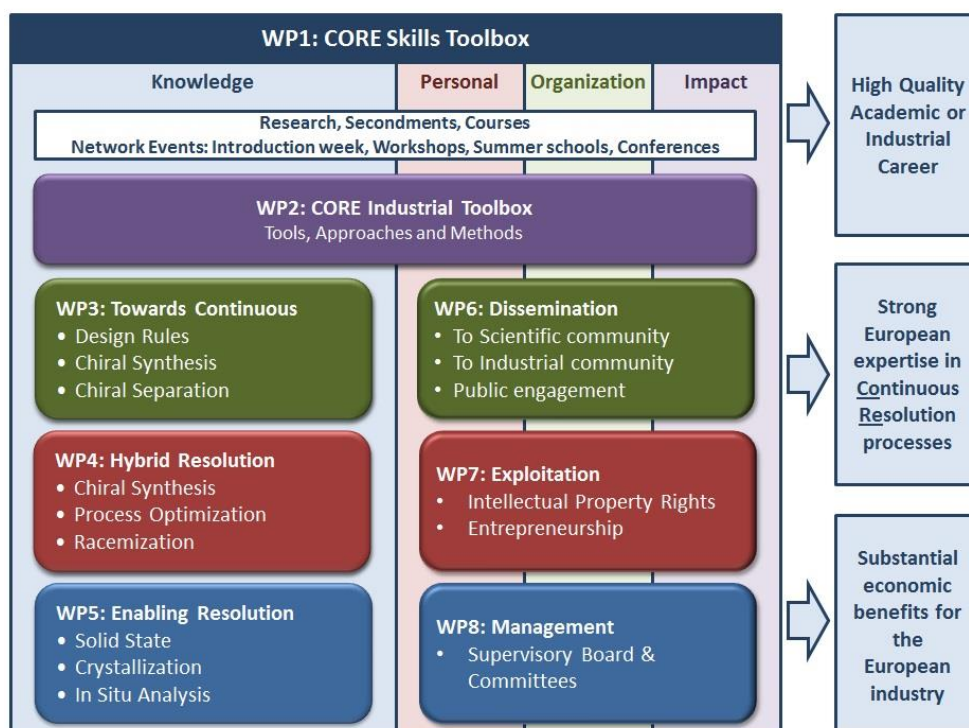 WP1: CORE Skills Toolbox
Knowledge
Personal
Organization
Impact
Research, Secondments, Courses
Network Events: Introduction week, Workshops, Summer schools, Conferences
WP2: CORE Industrial Toolbox
Tools, Approaches and Methods
WP3: Towards Continuous
• Design Rules
• Chiral Synthesis
• Chiral Separation
WP6: Dissemination
• To Scientific community
• To Industrial community
• Public engagement
WP4: Hybrid Resolution
• Chiral Synthesis
• Process Optimization
• Racemization
WP7: Exploitation
• Intellectual Property Rights
• Entrepreneurship
WP5: Enabling Resolution
• Solid State
• Crystallization
• In Situ Analysis
WP8: Management
• Supervisory Board &
Committees
High Quality
Academic or
Industrial
Career
Strong
European
expertise in
Continuous
Resolution
processes
Substantial
economic
benefits for
the
European
industry